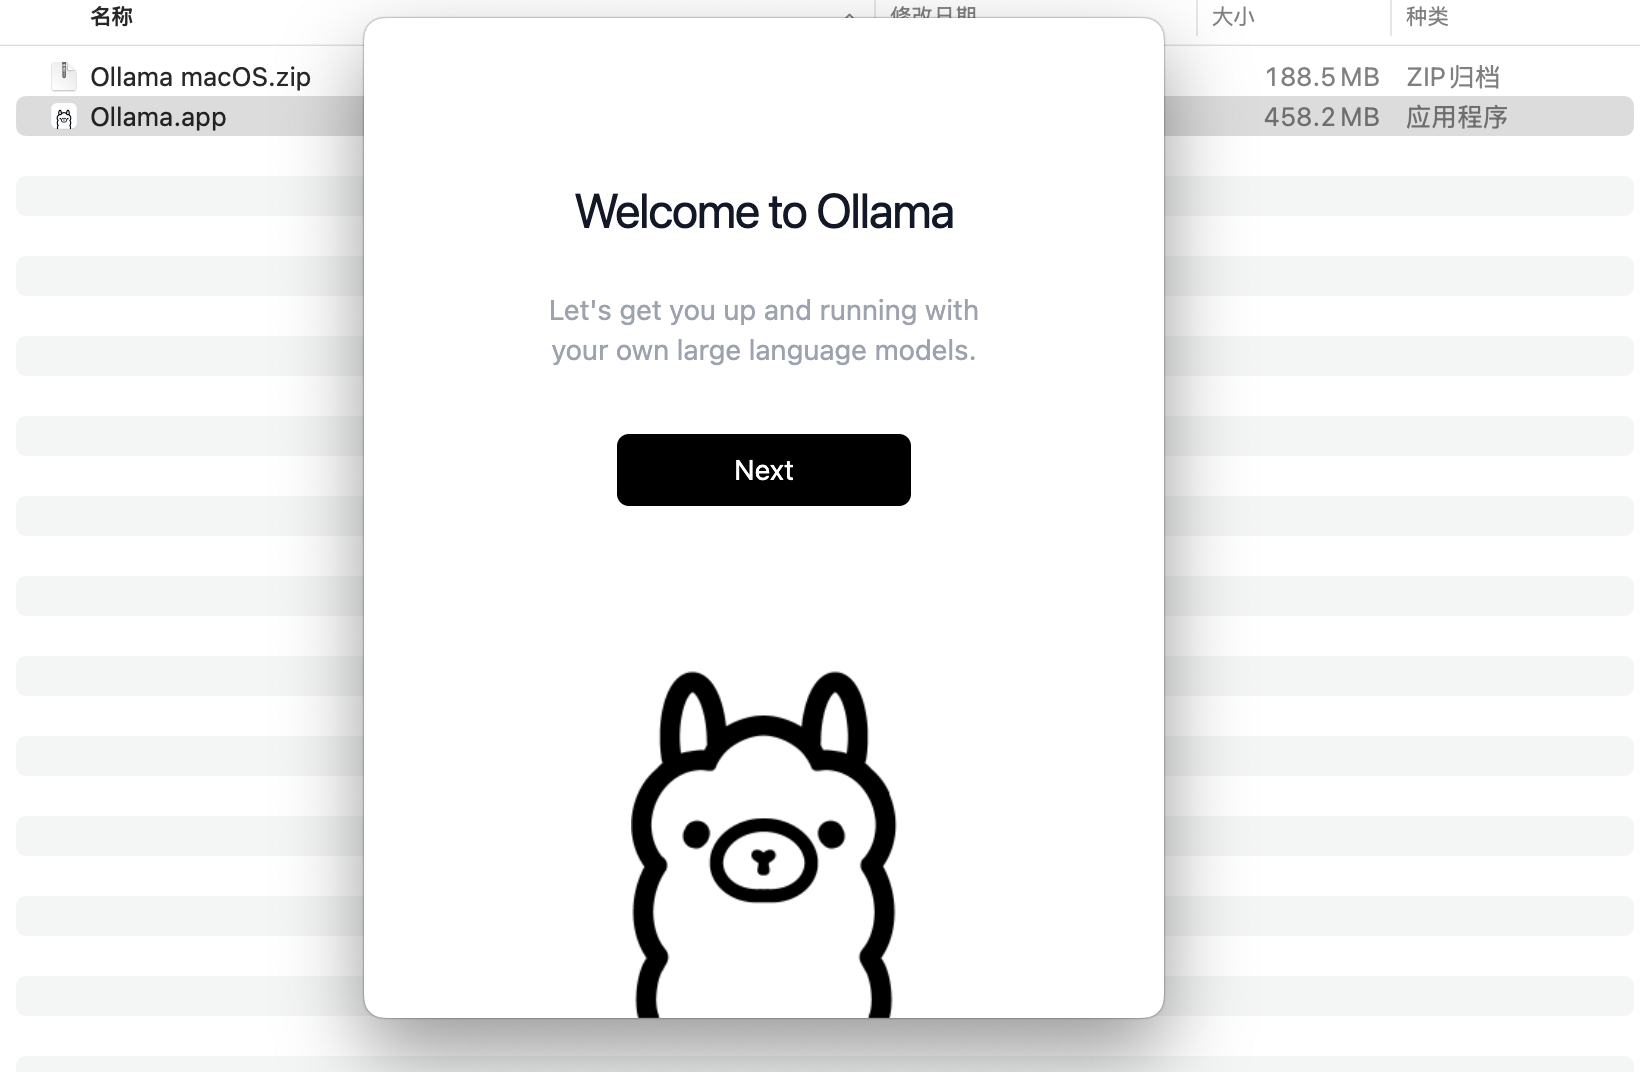 名称 修改日期 大小 种类
Ollama macOS.zip 188.5 MB ZIP归档
Ollama.app 458.2 MB 应用程序
Welcome to Ollama
Let's get you up and running with
your own large language models.
Next